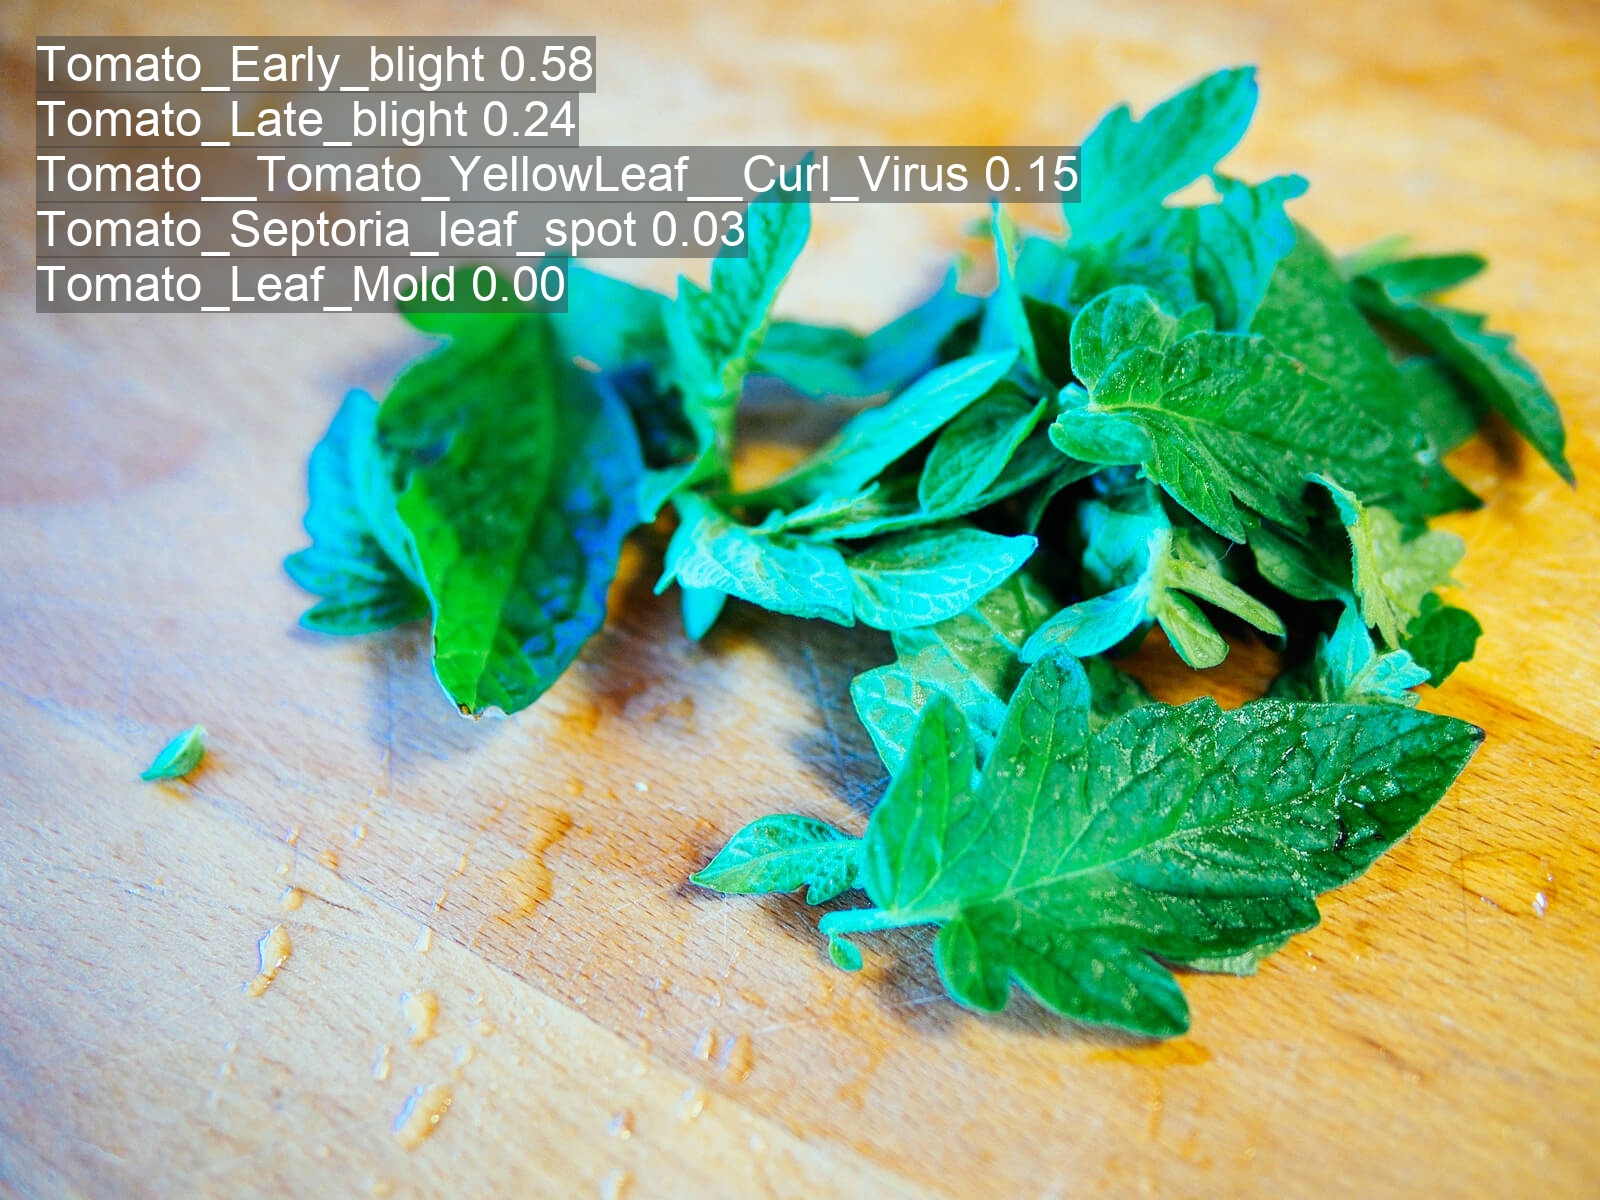 Tomato_Early_blight 0.58
Tomato_Late_blight 0.24
Tomato__Tomato_YellowLeaf__Curl_Virus 0.15
Tomato_Septoria_leaf_spot 0.03
Tomato_Leaf_Mold 0.00